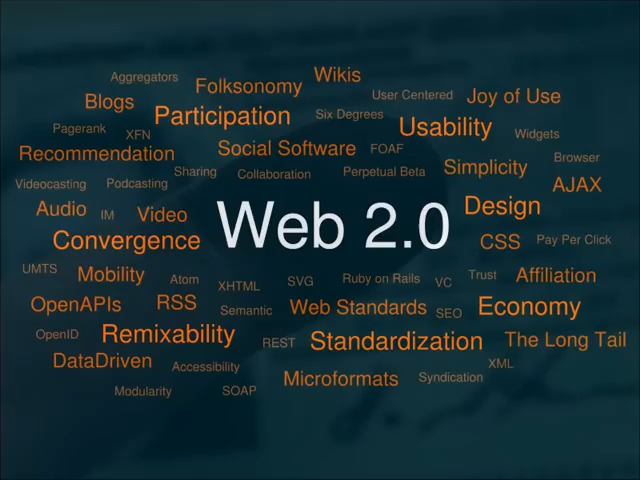 Wikis
Aggregators
Folksonomy
User Centered
Joy of Use
Blogs
Participation
Six Degrees
Usability
Pagerank
XFN
Widgets
Recommendation
Social Software
FOAF
Browser
Sharing
Collaboration
Perpetual Beta
Simplicity
Videocasting
Podcasting
AJAX
Audio
IM
Video
Design
Web 2.0
Convergence
CSS
Pay Per Click
UMTS
Mobility
Atom
XHTML
SVG
Ruby on Rails
VC
Trust
Affiliation
OpenAPIs
RSS
Semantic
Web Standards
SEO
Economy
OpenID
Remixability
REST
Standardization
The Long Tail
DataDriven
Accessibility
XML
Microformats
Syndication
Modularity
SOAP